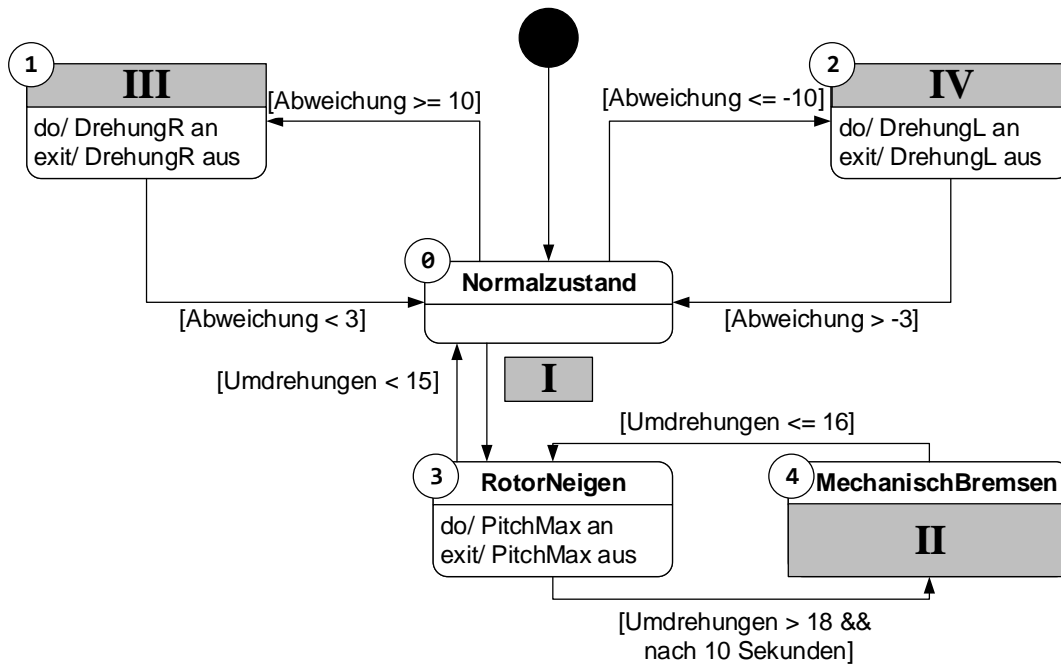 1
III
do/ DrehungR an
exit/ DrehungR aus
[Abweichung >= 10]
[Abweichung <= -10]
2
IV
do/ DrehungL an
exit/ DrehungL aus
0
Normalzustand
[Abweichung < 3]
[Abweichung > -3]
[Umdrehungen < 15]
I
[Umdrehungen <= 16]
3
RotorNeigen
do/ PitchMax an
exit/ PitchMax aus
4
MechanischBremsen
II
[Umdrehungen > 18 &&
nach 10 Sekunden]